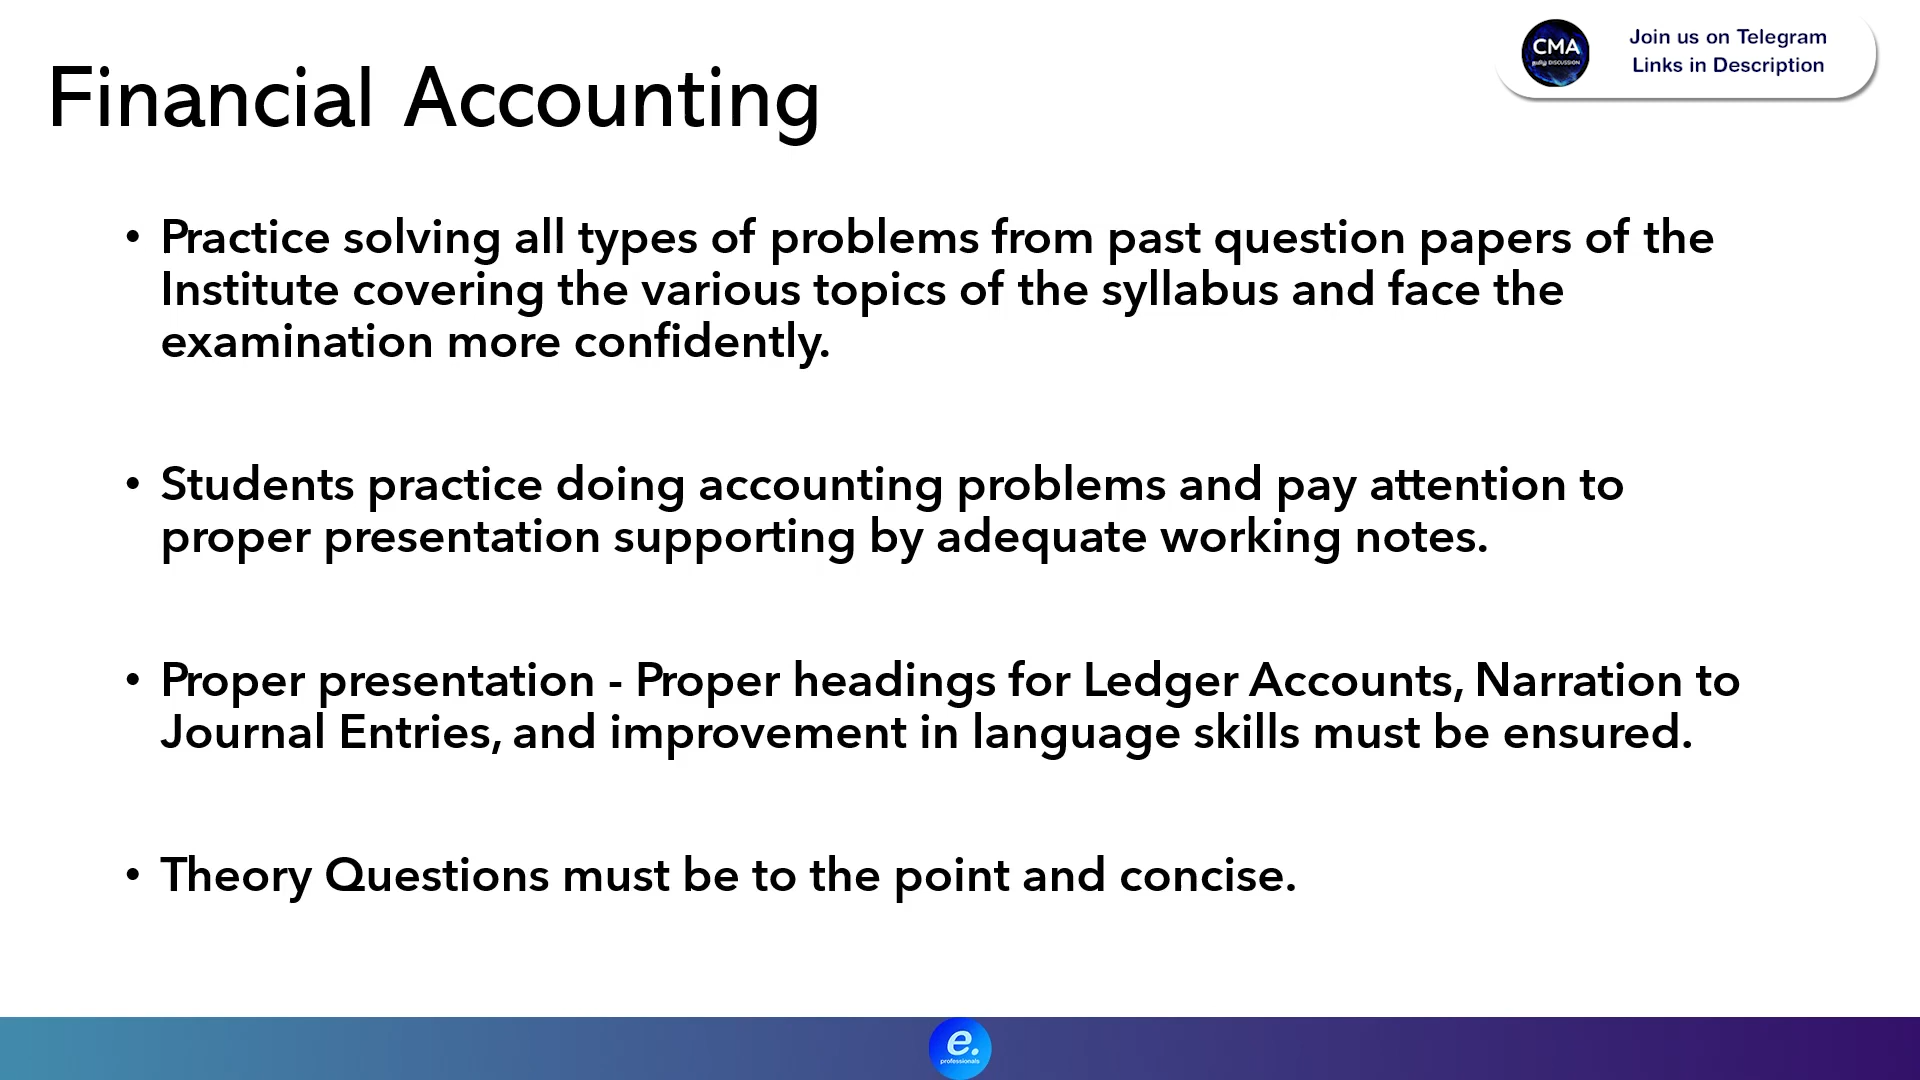 Financial Accounting
CMA
தமிழ் DISCUSSION
Join us on Telegram
Links in Description
• Practice solving all types of problems from past question papers of the
Institute covering the various topics of the syllabus and face the
examination more confidently.
• Students practice doing accounting problems and pay attention to
proper presentation supporting by adequate working notes.
• Proper presentation - Proper headings for Ledger Accounts, Narration to
Journal Entries, and improvement in language skills must be ensured.
• Theory Questions must be to the point and concise.
e.
professionals